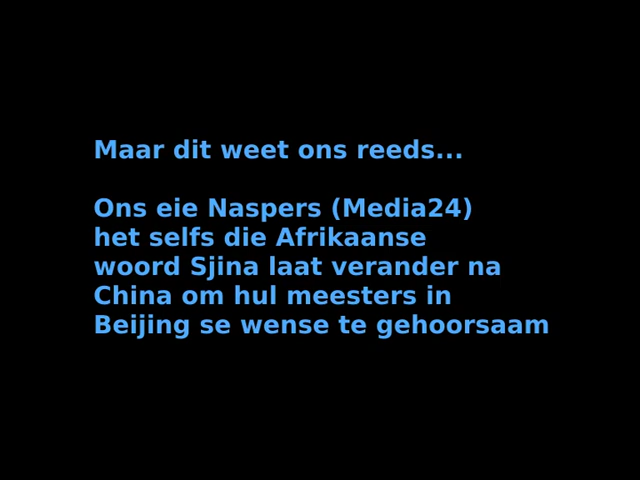 Maar dit weet ons reeds...
Ons eie Naspers (Media24)
het selfs die Afrikaanse
woord Sjina laat verander na
China om hul meesters in
Beijing se wense te gehoorsaam